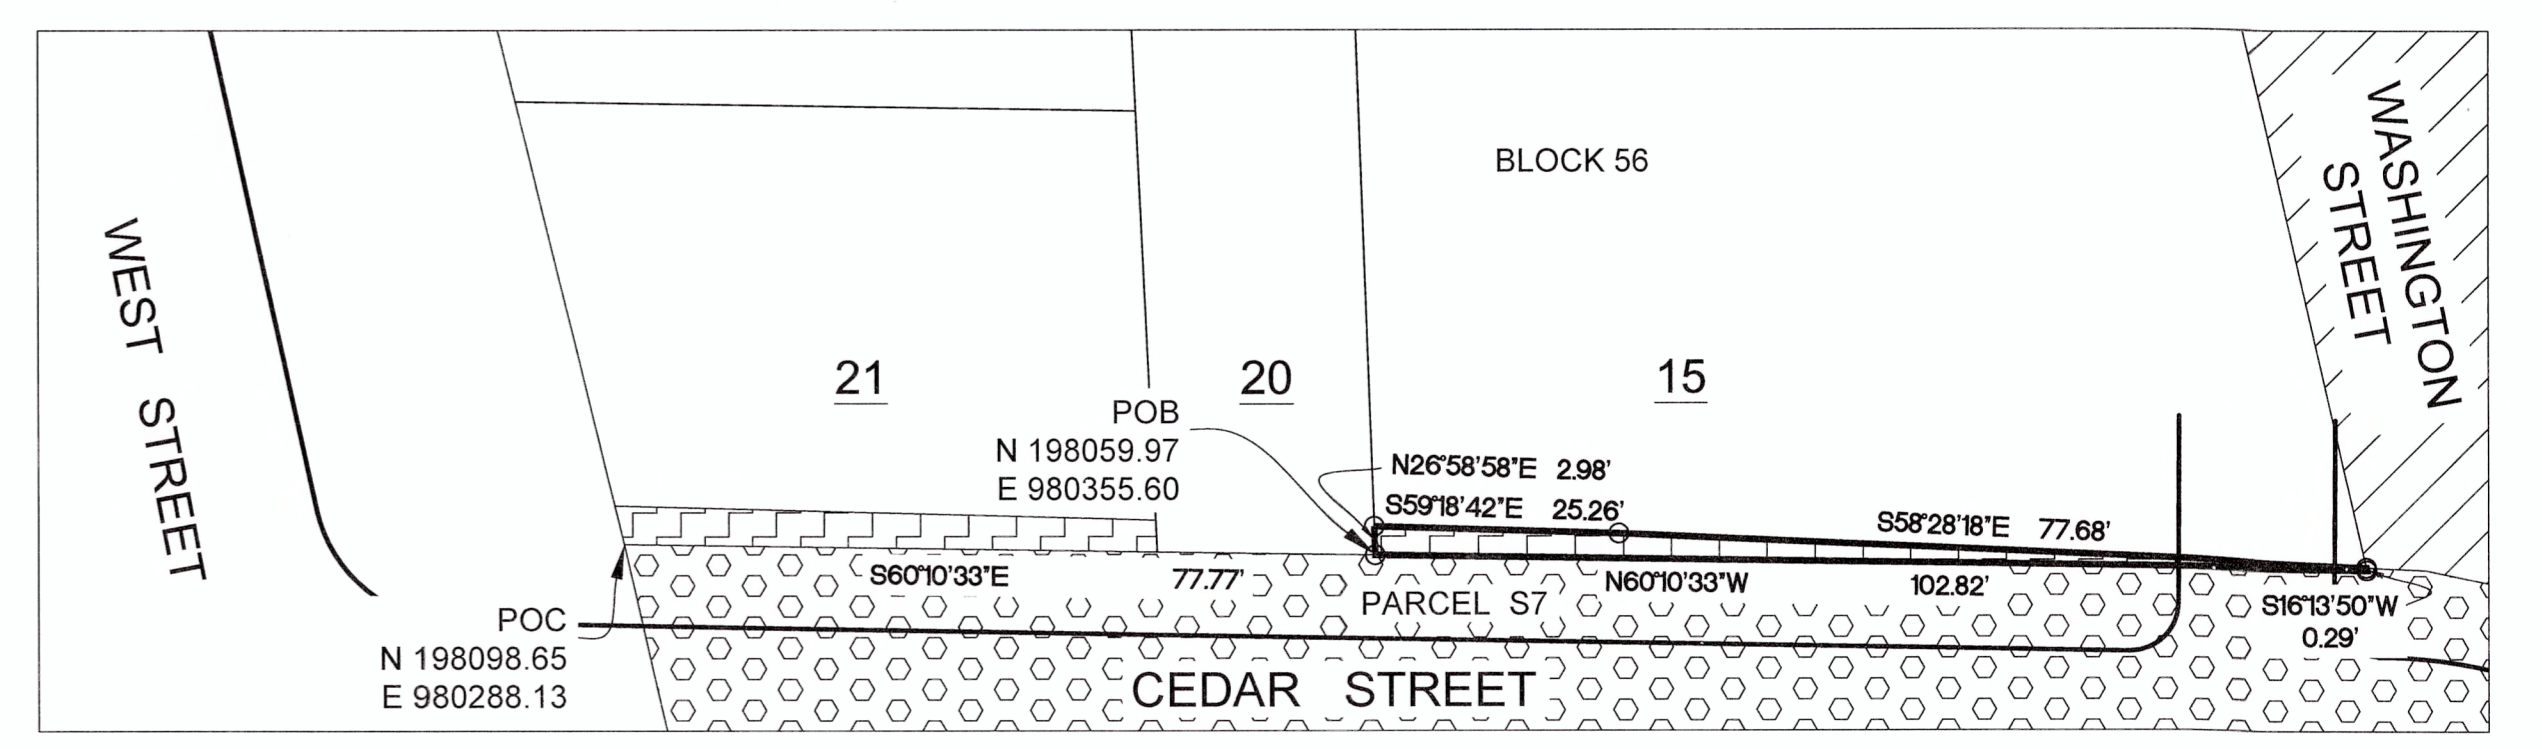 BLOCK 56
WASHINGTON
STREET
WEST STREET
21
20
15
POB
N 198059.97
E 980355.60
N26°58'58"E 2.98'
S59°18'42"E 25.26'
S58°28'18"E 77.68'
S60°10'33"E 77.77'
N60°10'33"W 102.82'
PARCEL S7
S16°13'50"W
0.29'
POC
N 198098.65
E 980288.13
CEDAR STREET